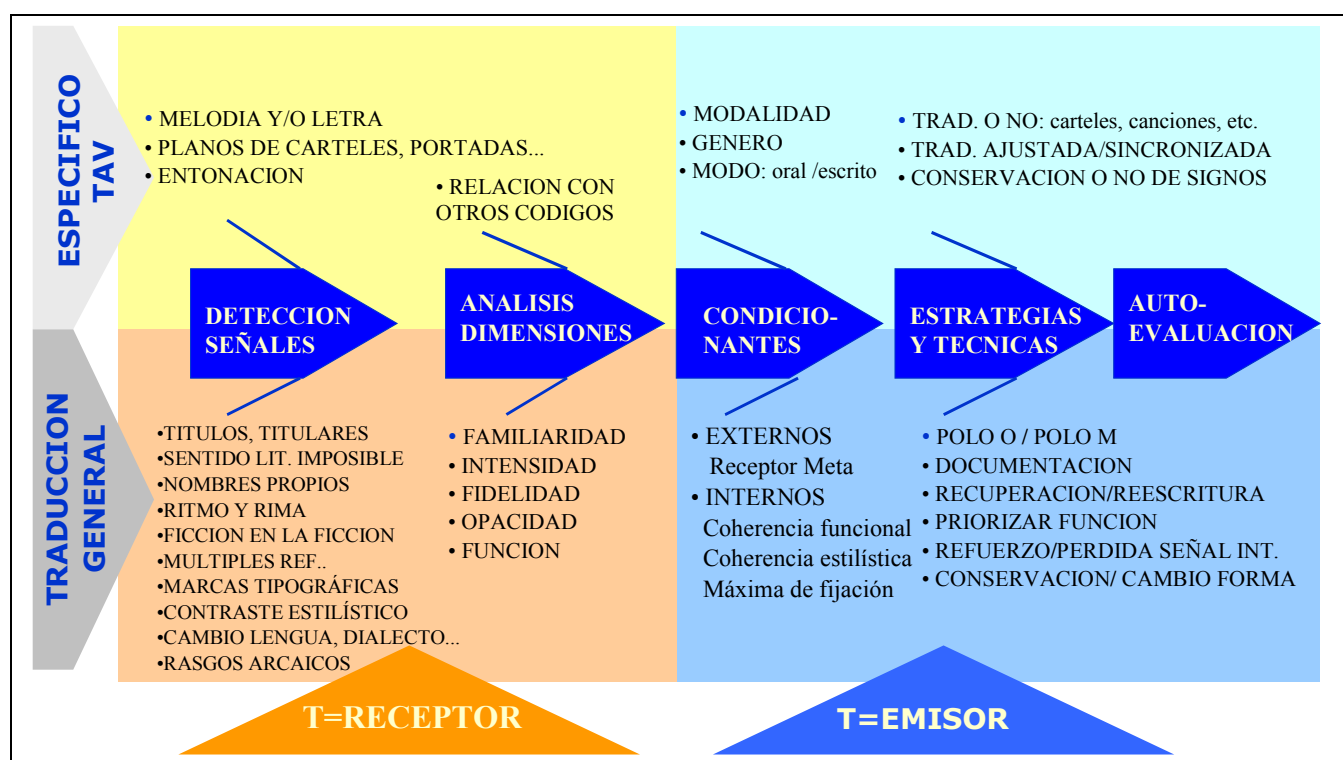 ESPECIFICO
TAV
• MELODIA Y/O LETRA
• PLANOS DE CARTELES, PORTADAS...
• ENTONACION
• RELACION CON
OTROS CODIGOS
• MODALIDAD
• GENERO
• MODO: oral /escrito
• TRAD. O NO: carteles, canciones, etc.
• TRAD. AJUSTADA/SINCRONIZADA
• CONSERVACION O NO DE SIGNOS
DETECCION
SEÑALES
ANALISIS
DIMENSIONES
CONDICIO-
NANTES
ESTRATEGIAS
Y TECNICAS
AUTO-
EVALUACION
TRADUCCION
GENERAL
•TITULOS, TITULARES
•SENTIDO LIT. IMPOSIBLE
•NOMBRES PROPIOS
•RITMO Y RIMA
•FICCION EN LA FICCION
•MULTIPLES REF..
•MARCAS TIPOGRÁFICAS
•CONTRASTE ESTILÍSTICO
•CAMBIO LENGUA, DIALECTO...
•RASGOS ARCAICOS
• FAMILIARIDAD
• INTENSIDAD
• FIDELIDAD
• OPACIDAD
• FUNCION
• EXTERNOS
Receptor Meta
• INTERNOS
Coherencia funcional
Coherencia estilística
Máxima de fijación
• POLO O / POLO M
• DOCUMENTACION
• RECUPERACION/REESCRITURA
• PRIORIZAR FUNCION
• REFUERZO/PERDIDA SEÑAL INT.
• CONSERVACION/ CAMBIO FORMA
T=RECEPTOR
T=EMISOR